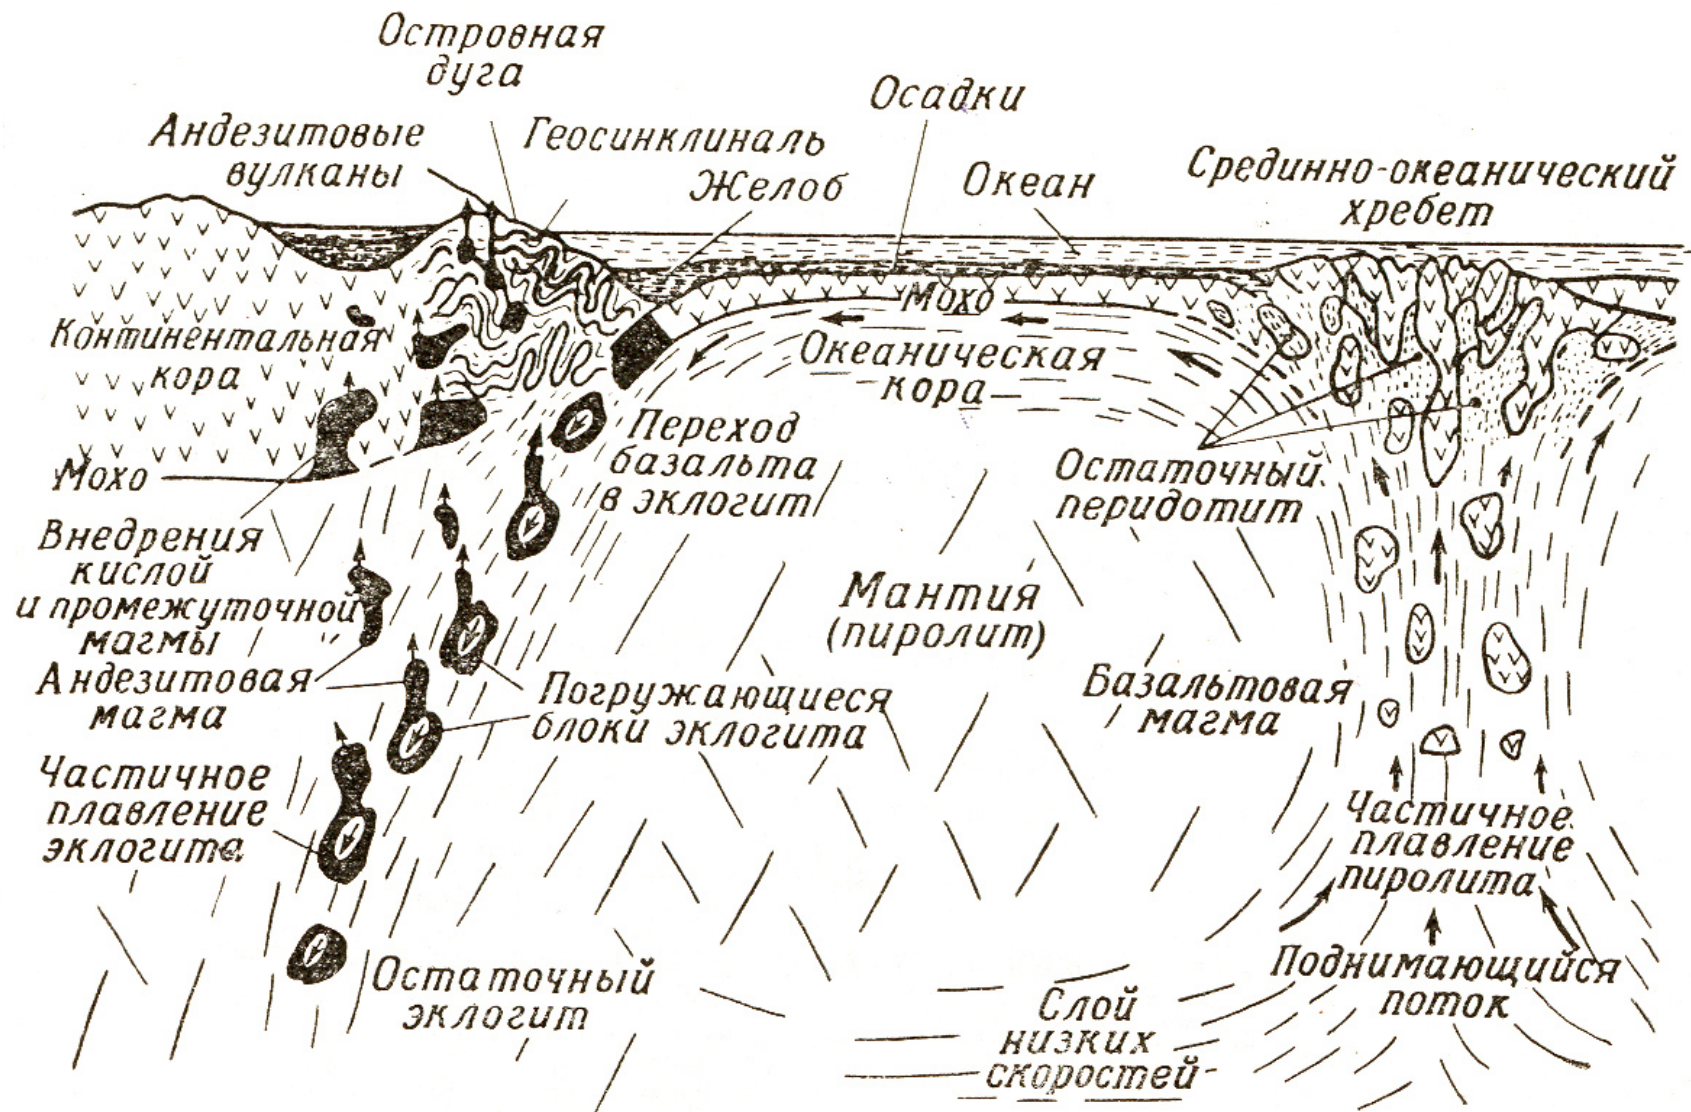 Островная
дуга
Андезитовые
вулканы
Геосинклиналь
Желоб
Осадки
Океан
Срединно-океанический
хребет
Континентальная
кора
Мохо
Океаническая
кора
Мохо
Переход
базальта
в эклогит
Остаточный
перидотит
Внедрения
кислой
и промежуточной
магмы
Андезитовая
магма
Мантия
(пиролит)
Погружающиеся
блоки эклогита
Базальтовая
магма
Частичное
плавление
эклогита
Частичное
плавление
пиролита
Остаточный
эклогит
Поднимающийся
поток
Слой
низких
скоростей